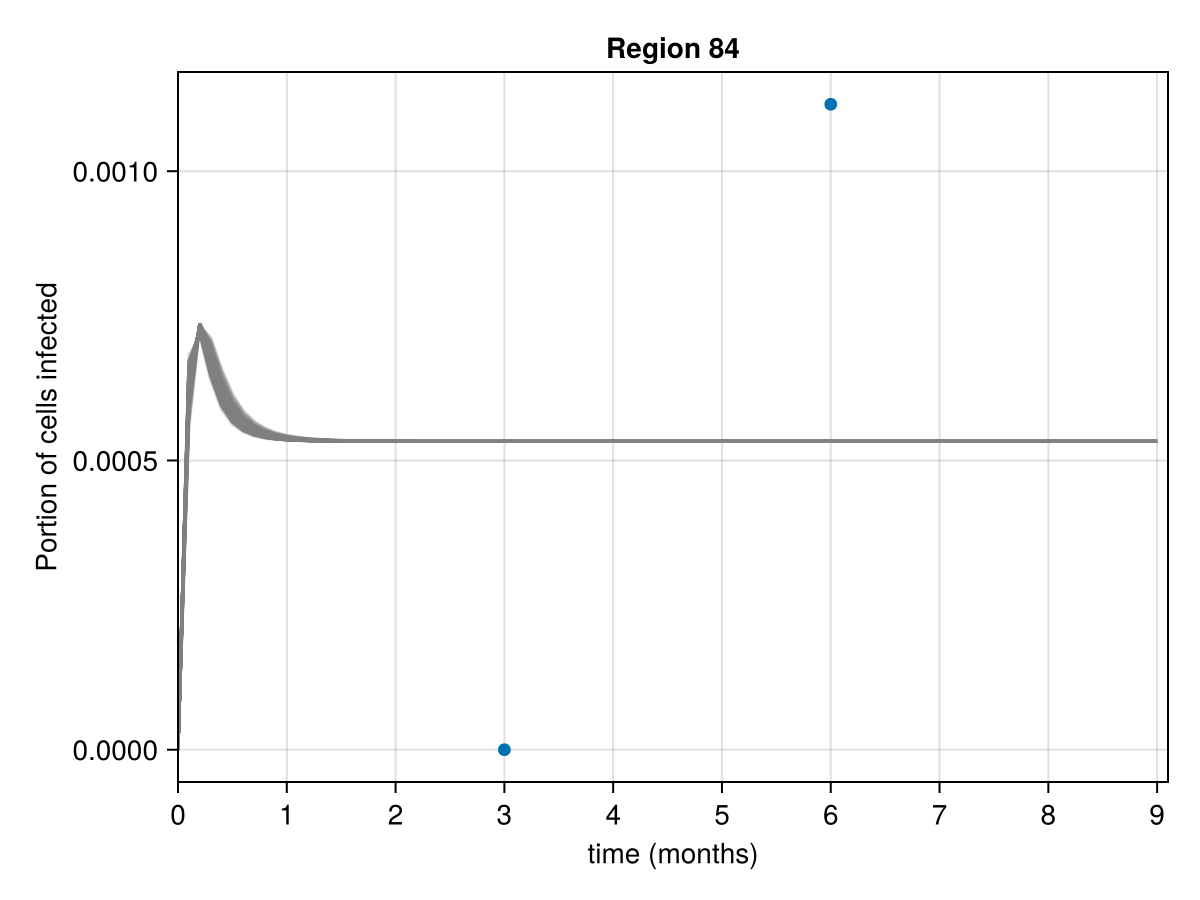 Region 84
0.0010
0.0005
0.0000
Portion of cells infected
0 1 2 3 4 5 6 7 8 9
time (months)